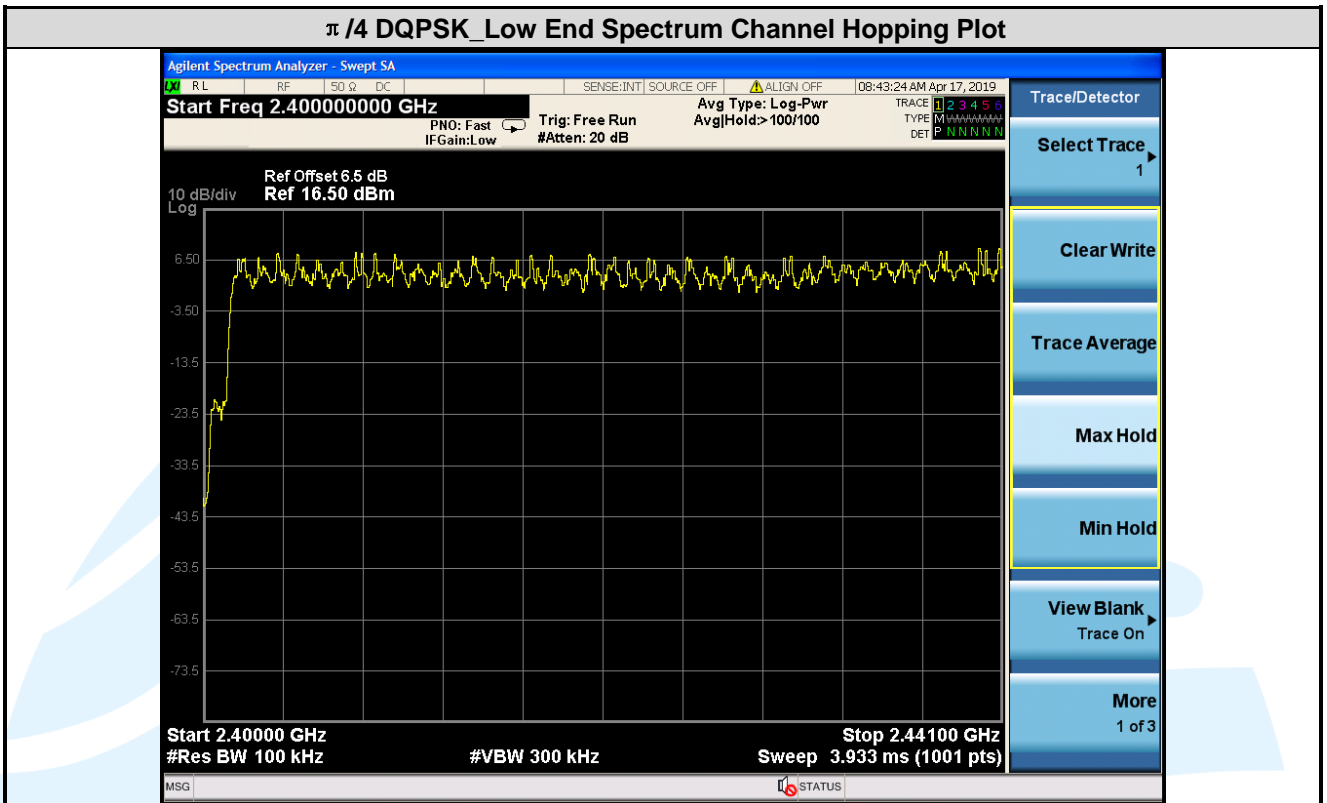 π/4 DQPSK_Low End Spectrum Channel Hopping Plot
Agilent Spectrum Analyzer - Swept SA
LXI RL RF 50 Ω DC SENSE:INT SOURCE OFF ALIGN OFF 08:43:24 AM Apr 17, 2019
Start Freq 2.400000000 GHz
PNO: Fast
IFGain:Low
Trig: Free Run
#Atten: 20 dB
Avg Type: Log-Pwr
Avg|Hold:>100/100
TRACE 1 2 3 4 5 6
TYPE M W W W W W
DET P N N N N N
Ref Offset 6.5 dB
10 dB/div Ref 16.50 dBm
Log
6.50
-3.50
-13.5
-23.5
-33.5
-43.5
-53.5
-63.5
-73.5
Start 2.40000 GHz Stop 2.44100 GHz
#Res BW 100 kHz #VBW 300 kHz Sweep 3.933 ms (1001 pts)
MSG STATUS
Trace/Detector
Select Trace
1
Clear Write
Trace Average
Max Hold
Min Hold
View Blank
Trace On
More
1 of 3